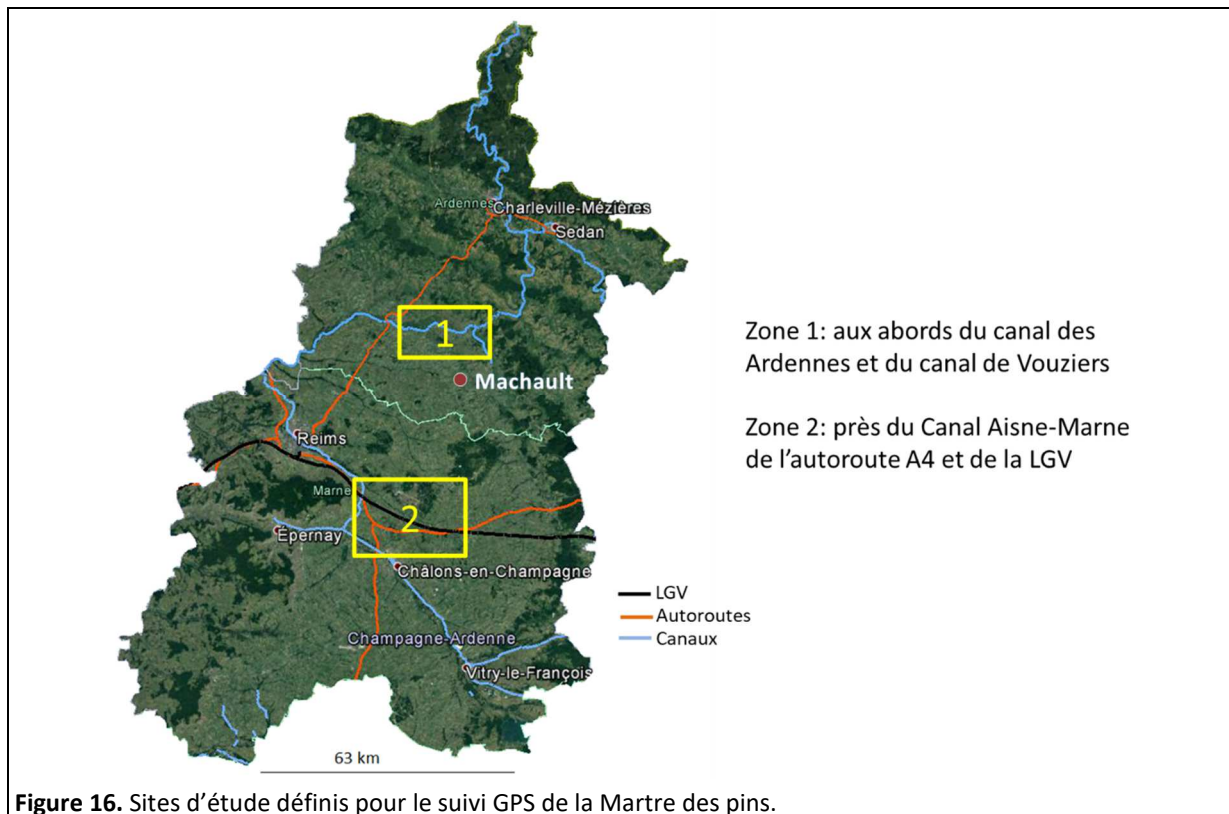 Ardennes
Charleville-Mézières
Sedan
1
Machault
Reims
Marne
2
Épernay
Châlons-en-Champagne
Champagne-Ardenne
Vitry-le-François
LGV
Autoroutes
Canaux
63 km
Zone 1: aux abords du canal des
Ardennes et du canal de Vouziers
Zone 2: près du Canal Aisne-Marne
de l'autoroute A4 et de la LGV
Figure 16. Sites d'étude définis pour le suivi GPS de la Martre des pins.